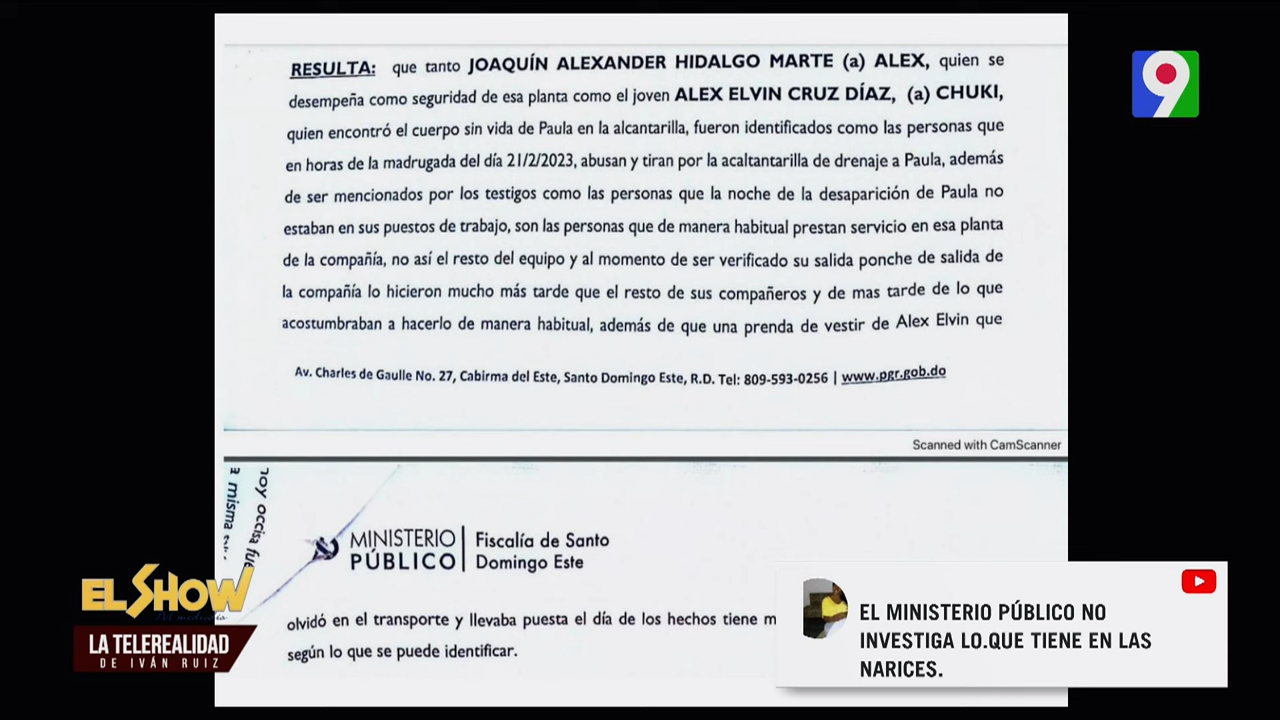 RESULTA: que tanto JOAQUÍN ALEXANDER HIDALGO MARTE (a) ALEX, quien se
desempeña como seguridad de esa planta como el joven ALEX ELVIN CRUZ DÍAZ, (a) CHUKI,
quien encontró el cuerpo sin vida de Paula en la alcantarilla, fueron identificados como las personas que
en horas de la madrugada del día 21/2/2023, abusan y tiran por la acaltantarilla de drenaje a Paula, además
de ser mencionados por los testigos como las personas que la noche de la desaparición de Paula no
estaban en sus puestos de trabajo, son las personas que de manera habitual prestan servicio en esa planta
de la compañía, no así el resto del equipo y al momento de ser verificado su salida ponche de salida de
la compañía lo hicieron mucho más tarde que el resto de sus compañeros y de mas tarde de lo que
acostumbraban a hacerlo de manera habitual, además de que una prenda de vestir de Alex Elvin que
Av. Charles de Gaulle No. 27, Cabirma del Este, Santo Domingo Este, R.D. Tel: 809-593-0256 | www.pgr.gob.do
Scanned with CamScanner
hoy occisa fue
a misma
MINISTERIO PÚBLICO
Fiscalía de Santo
Domingo Este
olvidó en el transporte y llevaba puesta el día de los hechos tiene
según lo que se puede identificar.
9
EL SHOW
del mediodía
LA TELEREALIDAD
DE IVÁN RUIZ
EL MINISTERIO PÚBLICO NO
INVESTIGA LO.QUE TIENE EN LAS
NARICES.